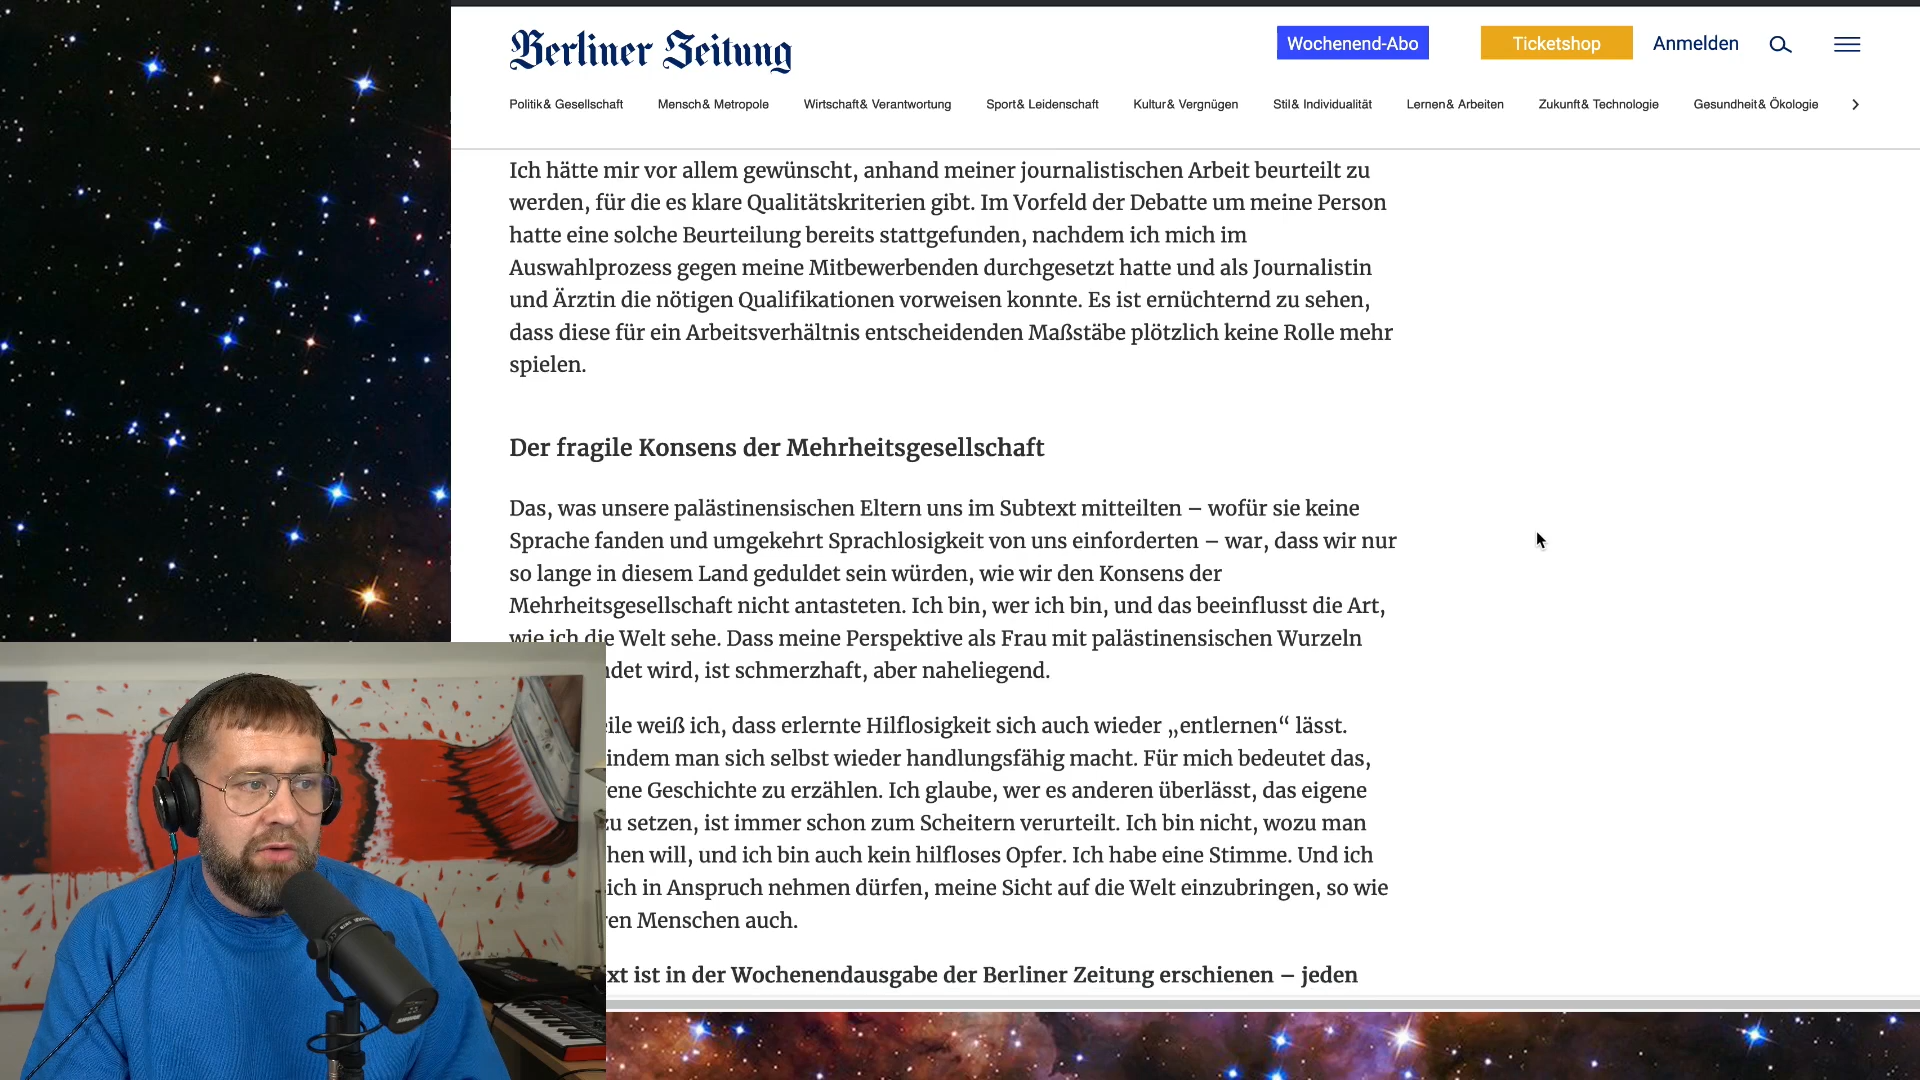 Berliner Zeitung
Wochenend-Abo
Ticketshop
Anmelden
Politik& Gesellschaft
Mensch& Metropole
Wirtschaft& Verantwortung
Sport& Leidenschaft
Kultur& Vergnügen
Stil& Individualität
Lernen& Arbeiten
Zukunft& Technologie
Gesundheit& Ökologie
Ich hätte mir vor allem gewünscht, anhand meiner journalistischen Arbeit beurteilt zu
werden, für die es klare Qualitätskriterien gibt. Im Vorfeld der Debatte um meine Person
hatte eine solche Beurteilung bereits stattgefunden, nachdem ich mich im
Auswahlprozess gegen meine Mitbewerbenden durchgesetzt hatte und als Journalistin
und Ärztin die nötigen Qualifikationen vorweisen konnte. Es ist ernüchternd zu sehen,
dass diese für ein Arbeitsverhältnis entscheidenden Maßstäbe plötzlich keine Rolle mehr
spielen.
Der fragile Konsens der Mehrheitsgesellschaft
Das, was unsere palästinensischen Eltern uns im Subtext mitteilten – wofür sie keine
Sprache fanden und umgekehrt Sprachlosigkeit von uns einforderten – war, dass wir nur
so lange in diesem Land geduldet sein würden, wie wir den Konsens der
Mehrheitsgesellschaft nicht antasteten. Ich bin, wer ich bin, und das beeinflusst die Art,
wie ich die Welt sehe. Dass meine Perspektive als Frau mit palästinensischen Wurzeln
det wird, ist schmerzhaft, aber naheliegend.
ile weiß ich, dass erlernte Hilflosigkeit sich auch wieder „entlernen“ lässt.
indem man sich selbst wieder handlungsfähig macht. Für mich bedeutet das,
ene Geschichte zu erzählen. Ich glaube, wer es anderen überlässt, das eigene
zu setzen, ist immer schon zum Scheitern verurteilt. Ich bin nicht, wozu man
hen will, und ich bin auch kein hilfloses Opfer. Ich habe eine Stimme. Und ich
ich in Anspruch nehmen dürfen, meine Sicht auf die Welt einzubringen, so wie
en Menschen auch.
xt ist in der Wochenendausgabe der Berliner Zeitung erschienen – jeden